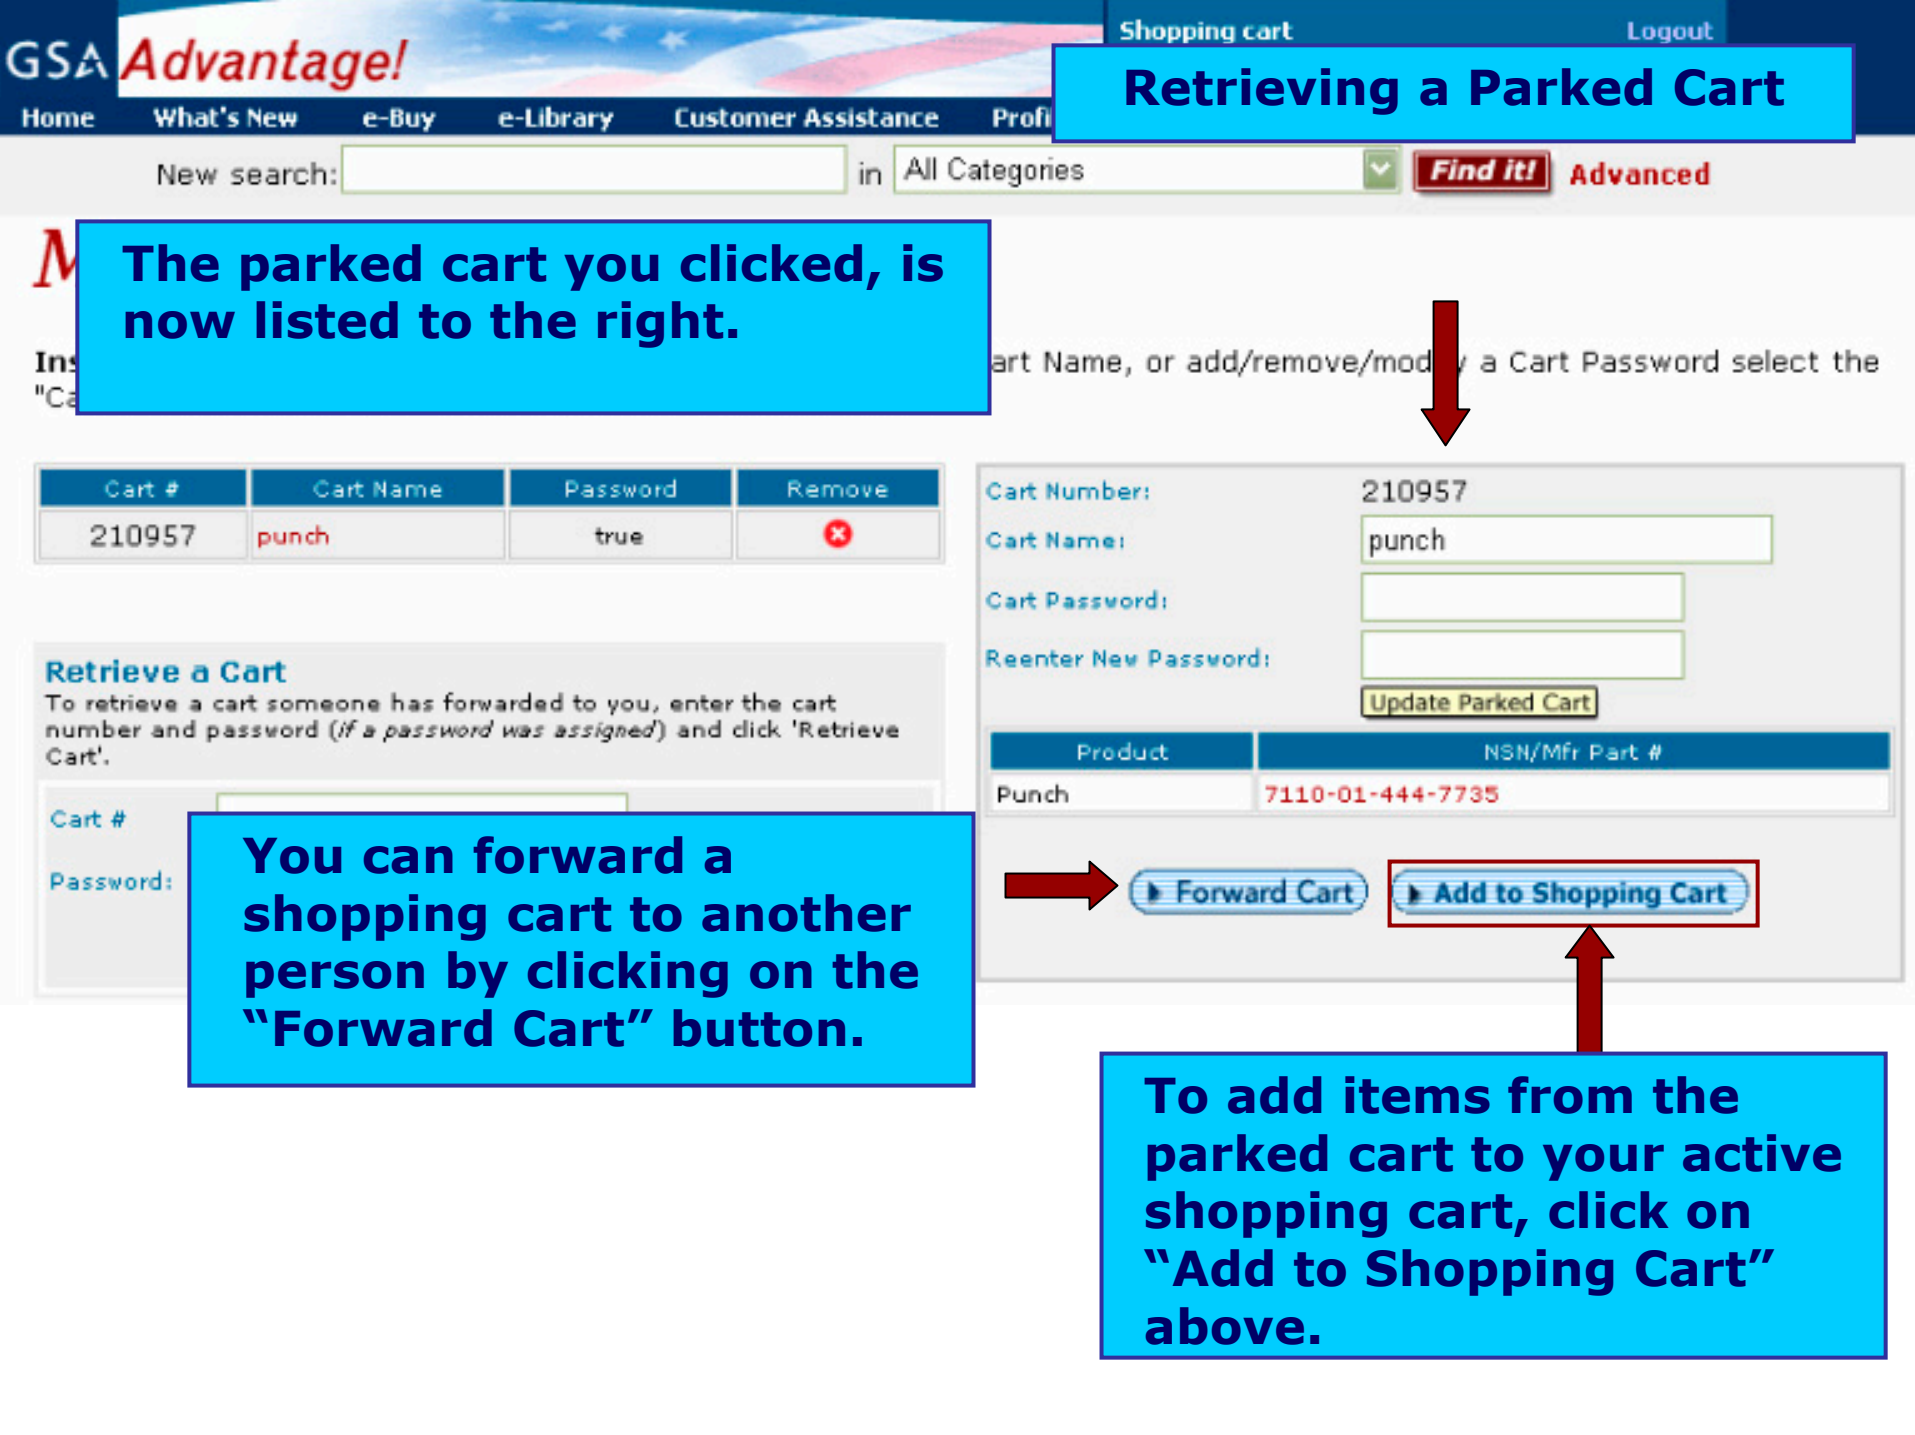 Shopping cart
Logout
GSA Advantage!
Retrieving a Parked Cart
Home What's New e-Buy e-Library Customer Assistance Profi
New search: in All Categories Find it! Advanced
M
The parked cart you clicked, is
now listed to the right.
Ins art Name, or add/remove/mod y a Cart Password select the
"Ca
Cart # Cart Name Password Remove
210957 punch true
Retrieve a Cart
To retrieve a cart someone has forwarded to you, enter the cart
number and password (if a password was assigned) and click 'Retrieve
Cart'.
Cart #
Password:
Cart Number: 210957
Cart Name: punch
Cart Password:
Reenter New Password:
Update Parked Cart
Product NSN/Mfr Part #
Punch 7110-01-444-7735
Forward Cart Add to Shopping Cart
You can forward a
shopping cart to another
person by clicking on the
“Forward Cart” button.
To add items from the
parked cart to your active
shopping cart, click on
“Add to Shopping Cart”
above.